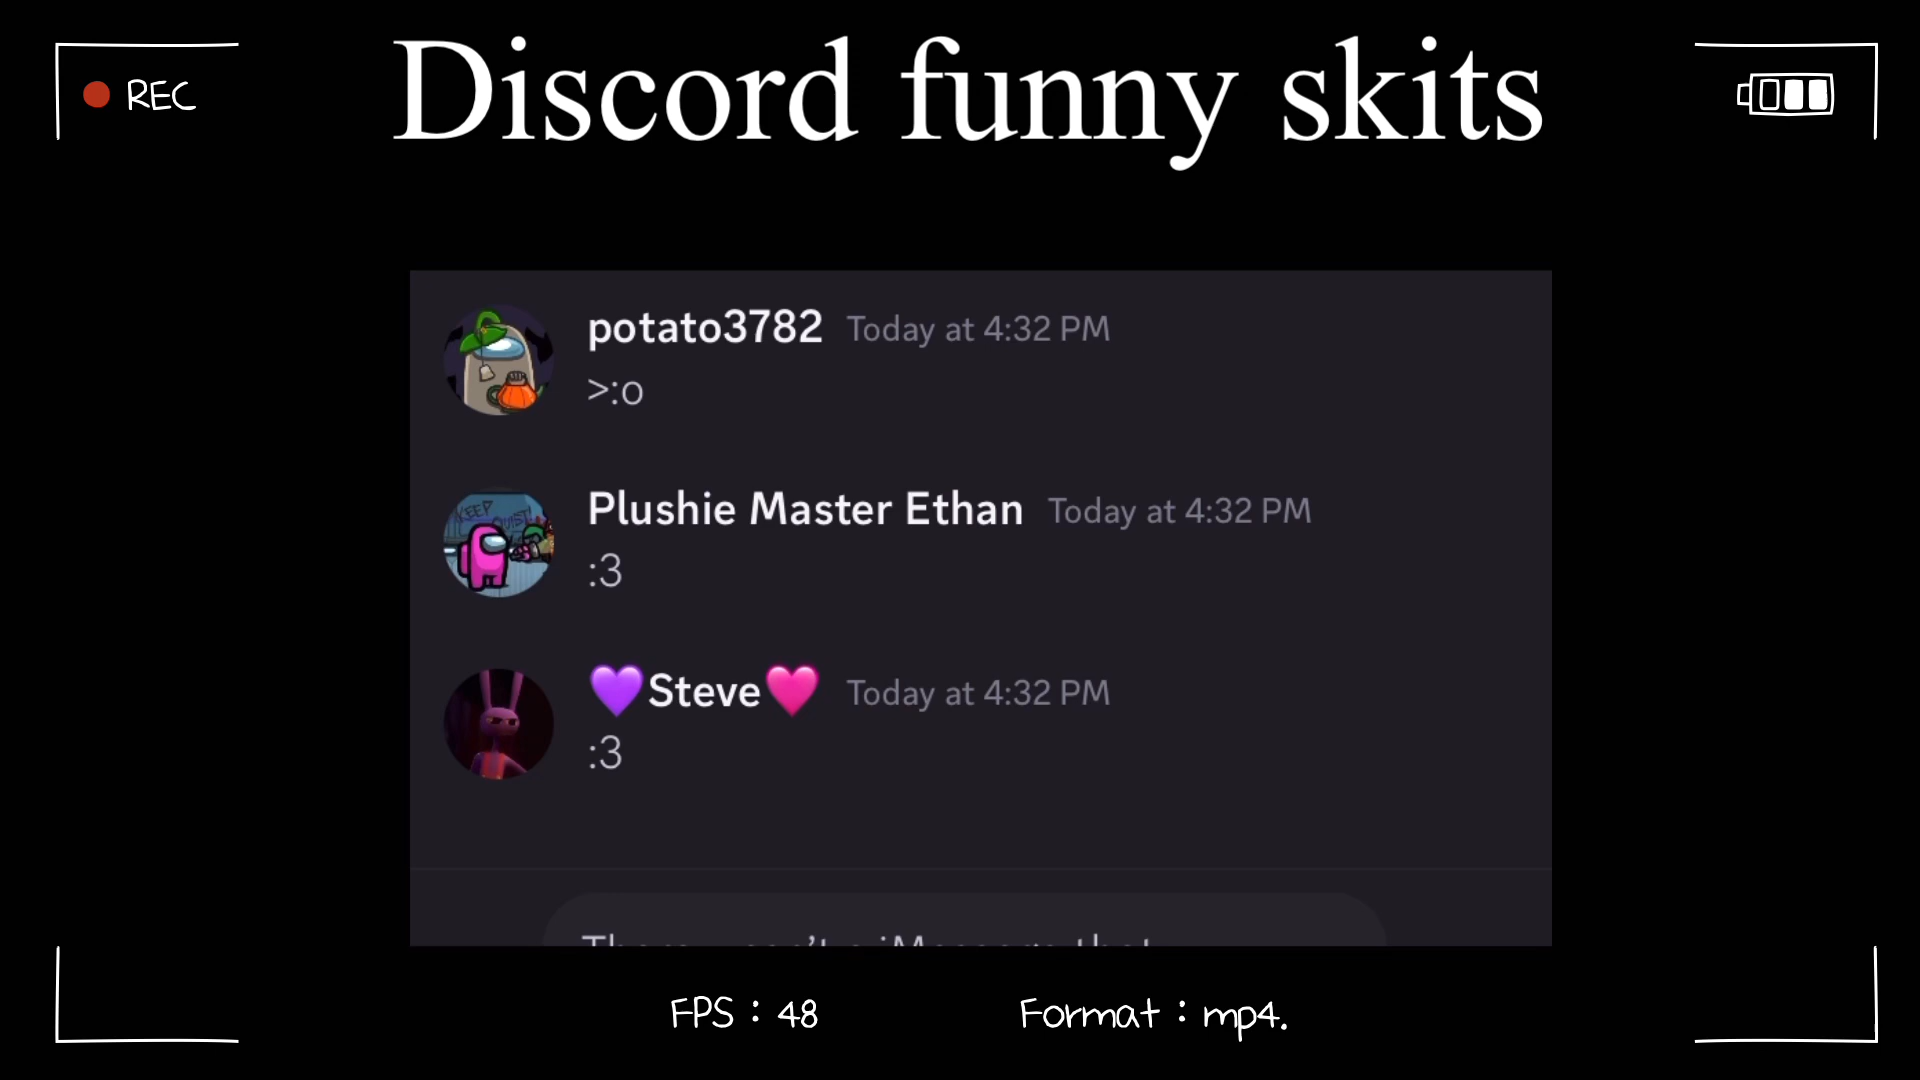 REC
Discord funny skits
potato3782 Today at 4:32 PM
>:o
KEEP
Plushie Master Ethan Today at 4:32 PM
:3
💜Steve🩷 Today at 4:32 PM
:3
FPS : 48 Format : mp4.